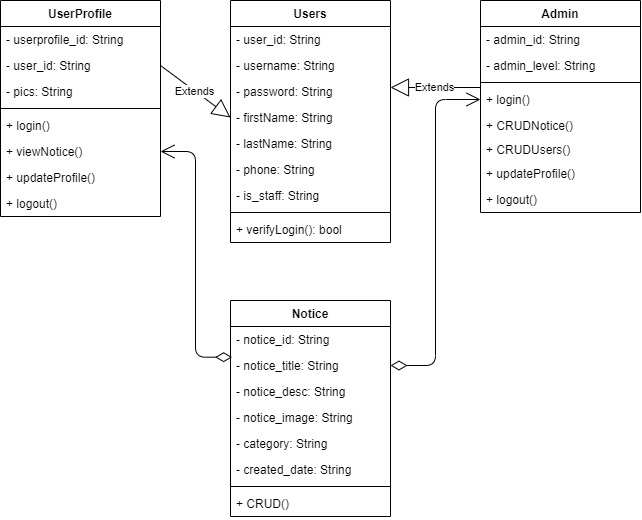 UserProfile
- userprofile_id: String
- user_id: String
- pics: String
+ login()
+ viewNotice()
+ updateProfile()
+ logout()
Extends
Users
- user_id: String
- username: String
- password: String
- firstName: String
- lastName: String
- phone: String
- is_staff: String
+ verifyLogin(): bool
Extends
Admin
- admin_id: String
- admin_level: String
+ login()
+ CRUDNotice()
+ CRUDUsers()
+ updateProfile()
+ logout()
Notice
- notice_id: String
- notice_title: String
- notice_desc: String
- notice_image: String
- category: String
- created_date: String
+ CRUD()